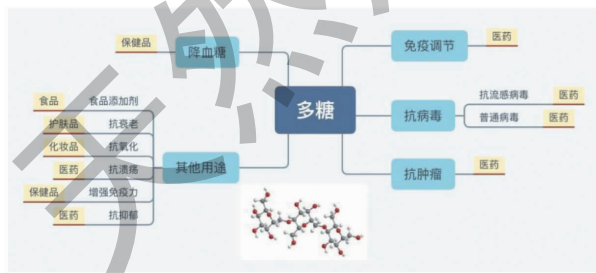 多糖
降血糖
保健品
其他用途
食品 食品添加剂
护肤品 抗衰老
化妆品 抗氧化
医药 抗溃疡
保健品 增强免疫力
医药 抗抑郁
免疫调节 医药
抗病毒
抗流感病毒 医药
普通病毒 医药
抗肿瘤 医药